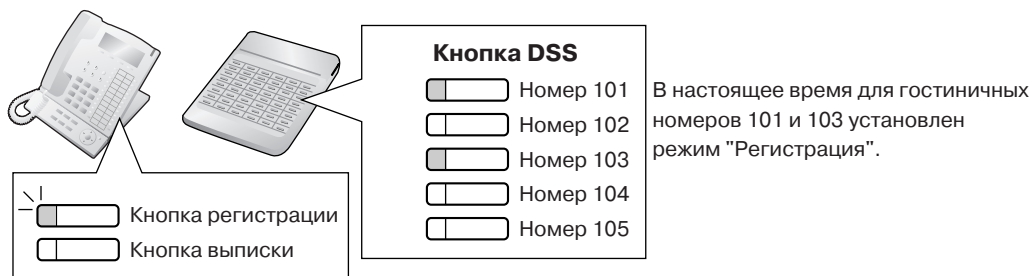 Кнопка DSS
Номер 101
Номер 102
Номер 103
Номер 104
Номер 105
В настоящее время для гостиничных
номеров 101 и 103 установлен
режим "Регистрация".
Кнопка регистрации
Кнопка выписки